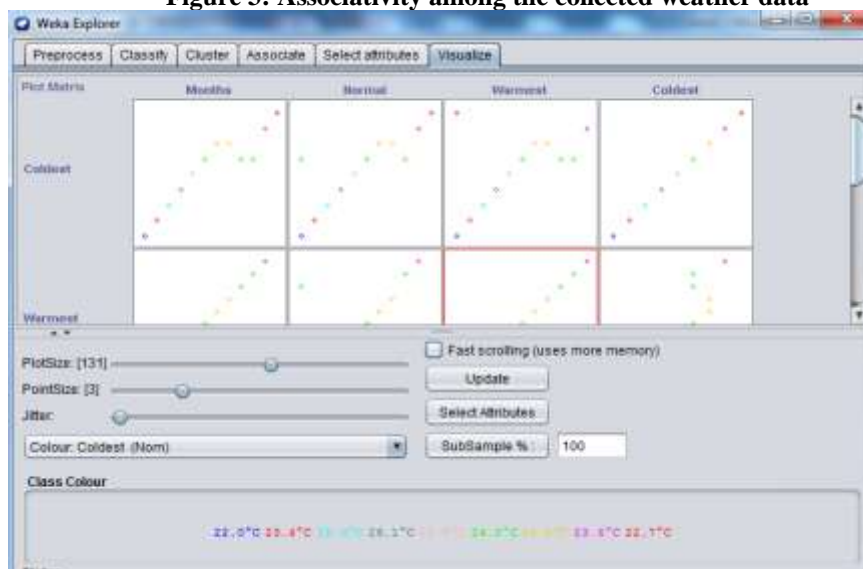 Figure 3: Associativity among the collected weather data
Weka Explorer
Preprocess Classify Cluster Associate Select attributes Visualize
Plot Matrix Months Normal Warmest Coldest
Coldest
Warmest
PlotSize: [131]
PointSize: [3]
Jitter:
Fast scrolling (uses more memory)
Update
Select Attributes
Colour: Coldest (Nom)
SubSample % :
100
Class Colour
22.0°C 26.1°C 22.7°C